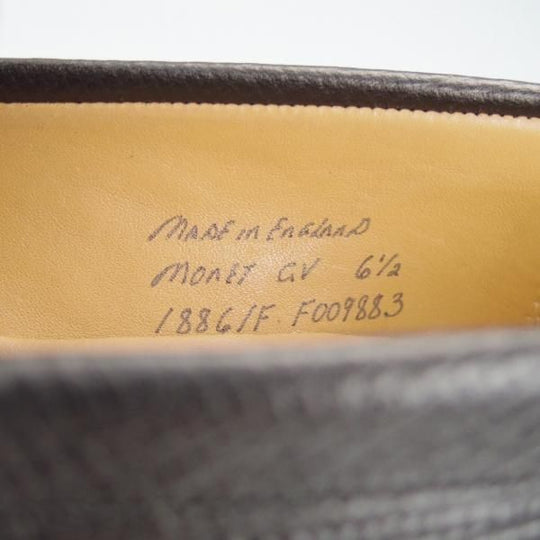 MADE IN ENGLAND
MONET GV 6½
1886/F. F009883